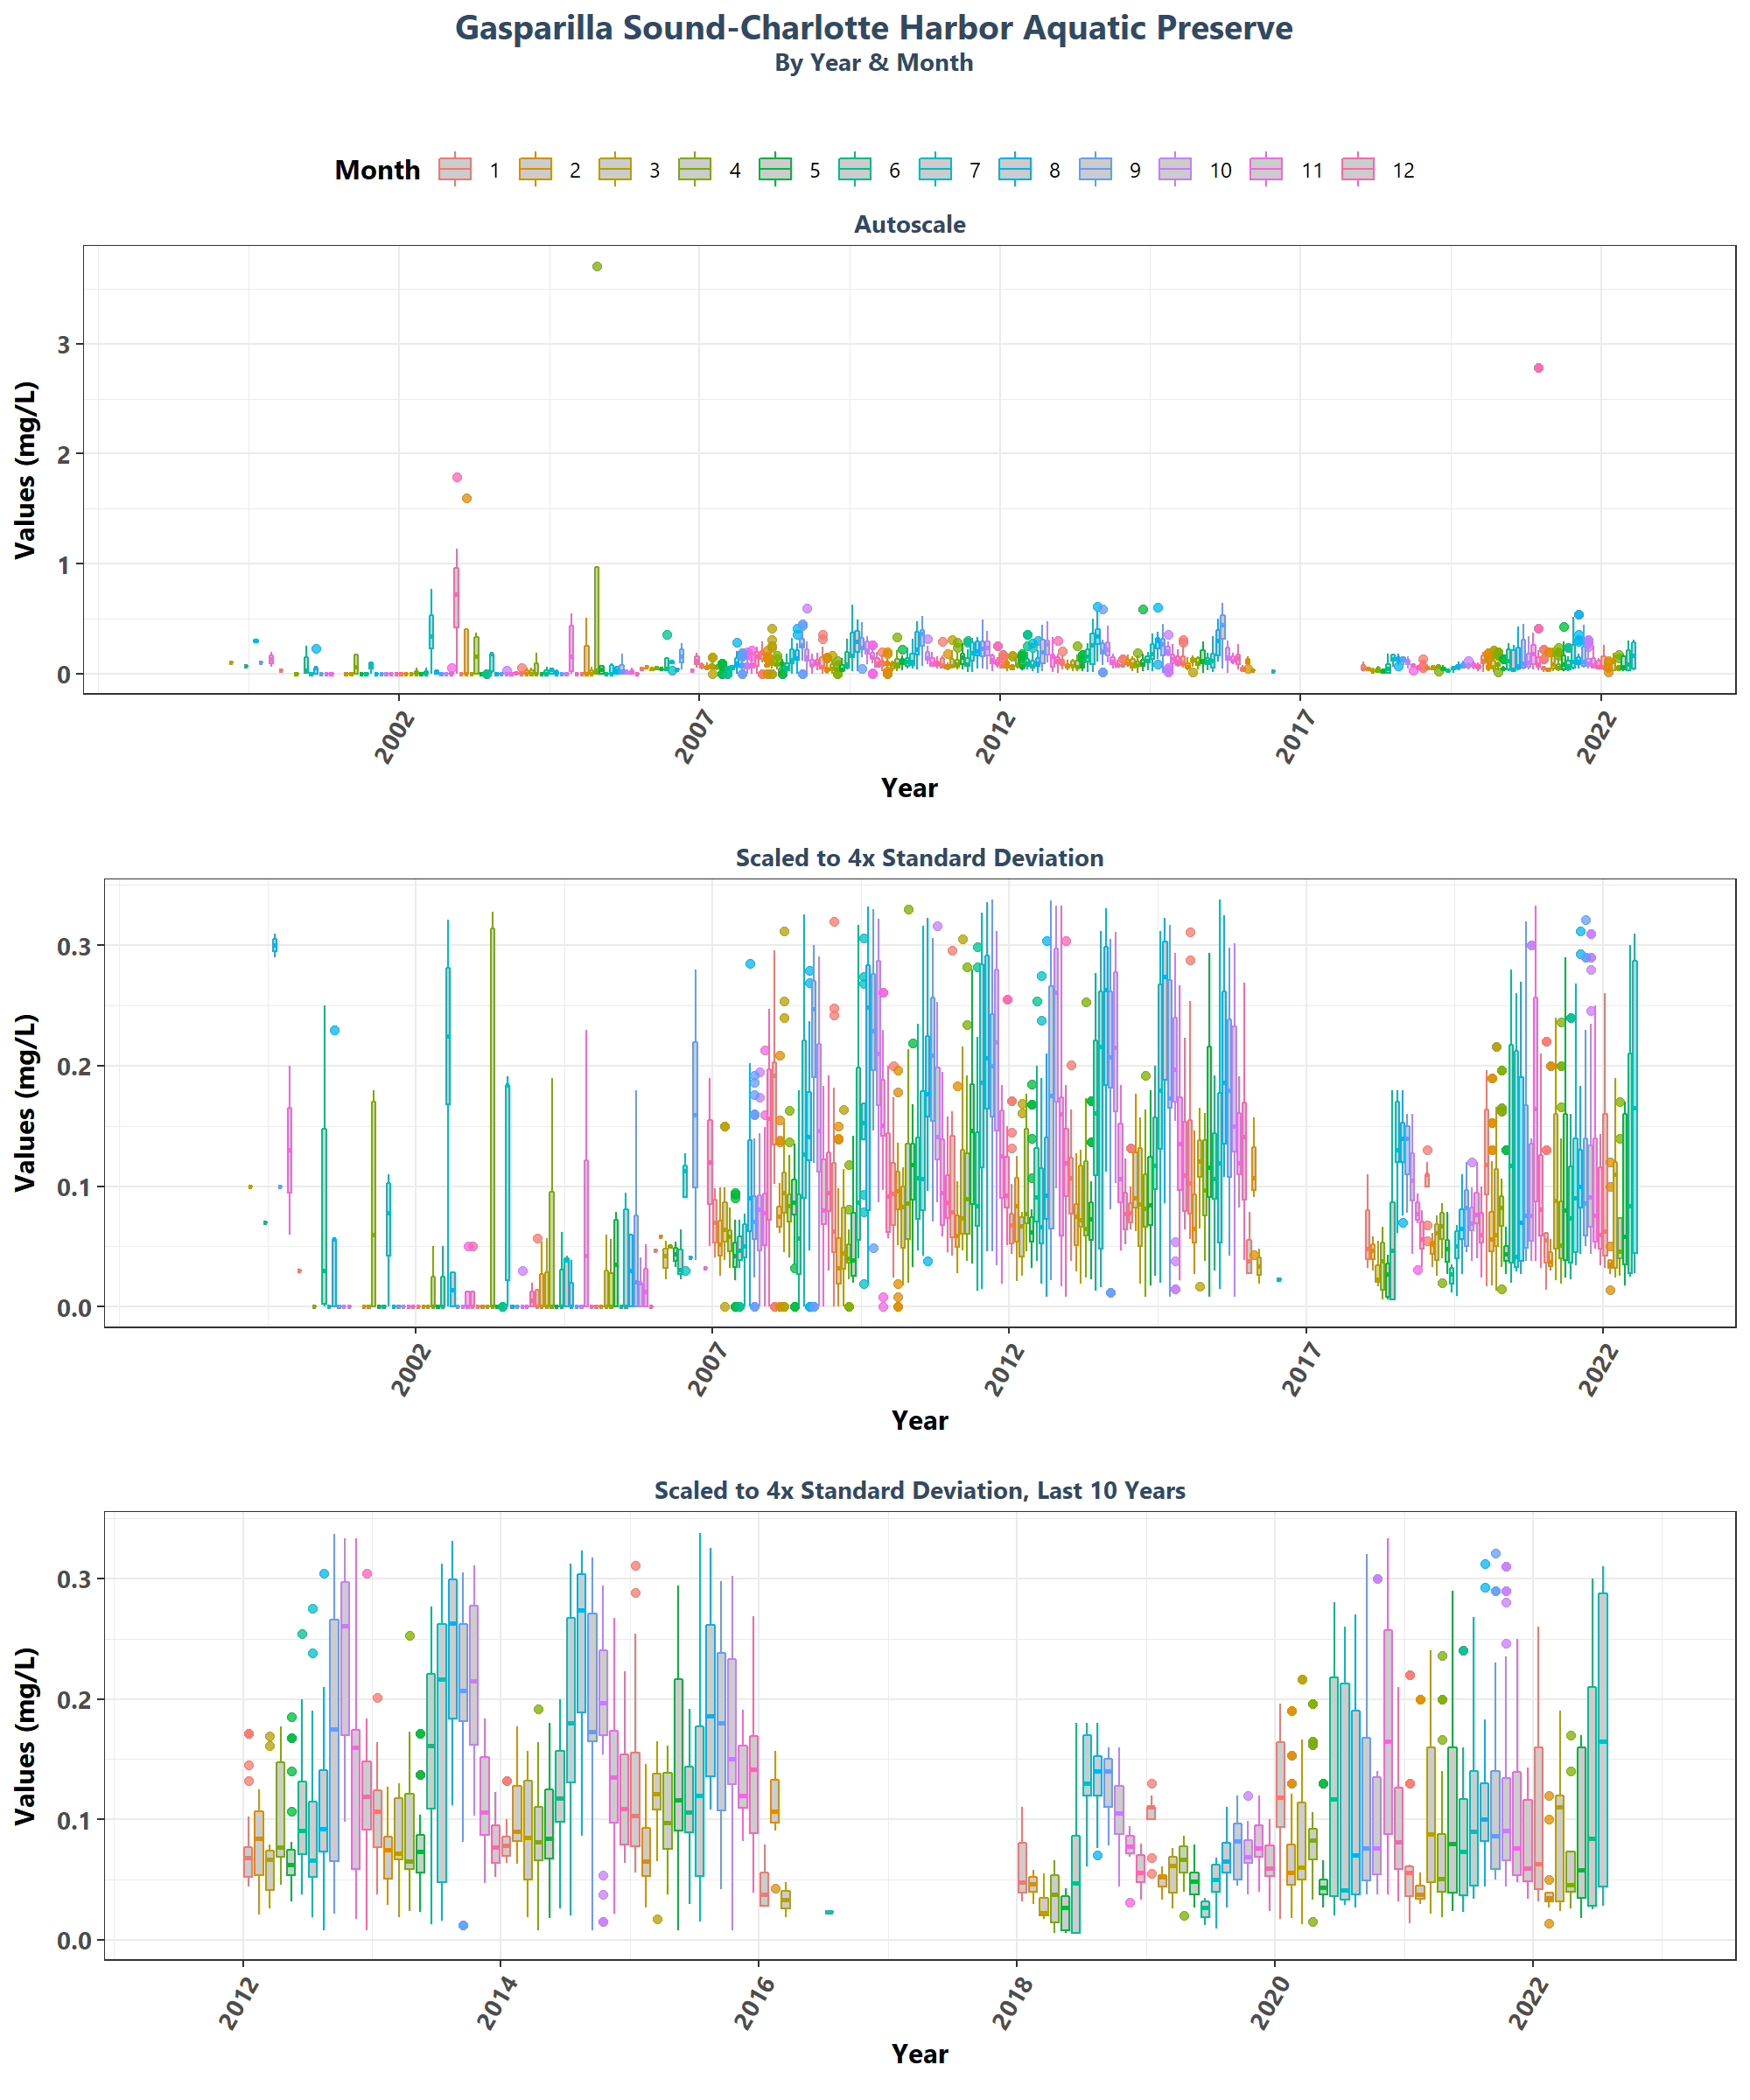 Gasparilla Sound-Charlotte Harbor Aquatic Preserve
By Year & Month
Month 1 2 3 4 5 6 7 8 9 10 11 12
Autoscale
Values (mg/L)
3
2
1
0
2002 2007 2012 2017 2022
Year
Scaled to 4x Standard Deviation
Values (mg/L)
0.3
0.2
0.1
0.0
2002 2007 2012 2017 2022
Year
Scaled to 4x Standard Deviation, Last 10 Years
Values (mg/L)
0.3
0.2
0.1
0.0
2012 2014 2016 2018 2020 2022
Year